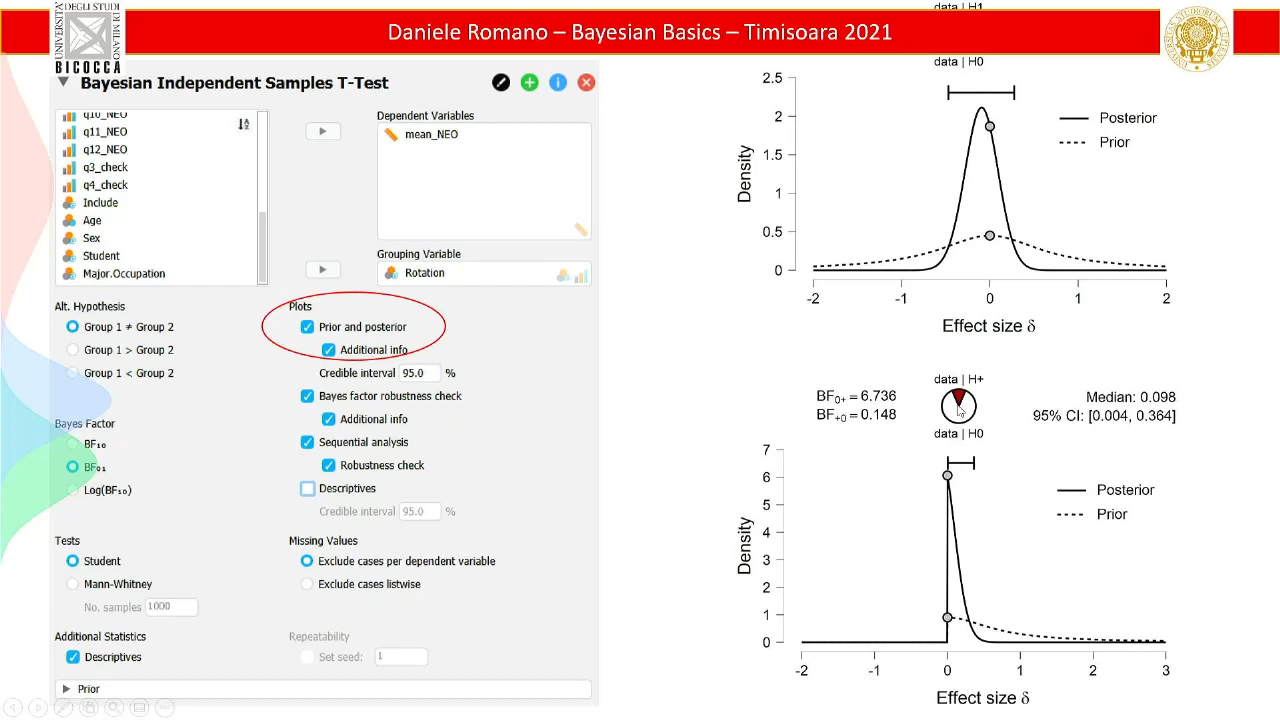 UNIVERSITÀ
DEGLI STUDI
DI MILANO
BICOCCA
Daniele Romano – Bayesian Basics – Timisoara 2021
Bayesian Independent Samples T-Test
q10_NEO
q11_NEO
q12_NEO
q3_check
q4_check
Include
Age
Sex
Student
Major.Occupation
Dependent Variables
mean_NEO
Grouping Variable
Rotation
Alt. Hypothesis
Group 1 ≠ Group 2
Group 1 > Group 2
Group 1 < Group 2
Bayes Factor
BF₁₀
BF₀₁
Log(BF₁₀)
Tests
Student
Mann-Whitney
No. samples 1000
Additional Statistics
Descriptives
Plots
Prior and posterior
Additional info
Credible interval 95.0 %
Bayes factor robustness check
Additional info
Sequential analysis
Robustness check
Descriptives
Credible interval 95.0 %
Missing Values
Exclude cases per dependent variable
Exclude cases listwise
Repeatability
Set seed: 1
Prior
data | H1
data | H0
2.5
2
1.5
1
0.5
0
Density
Posterior
Prior
-2 -1 0 1 2
Effect size δ
BF₀₊ = 6.736
BF₊₀ = 0.148
data | H+
data | H0
Median: 0.098
95% CI: [0.004, 0.364]
7
6
5
4
3
2
1
0
Density
Posterior
Prior
-2 -1 0 1 2 3
Effect size δ